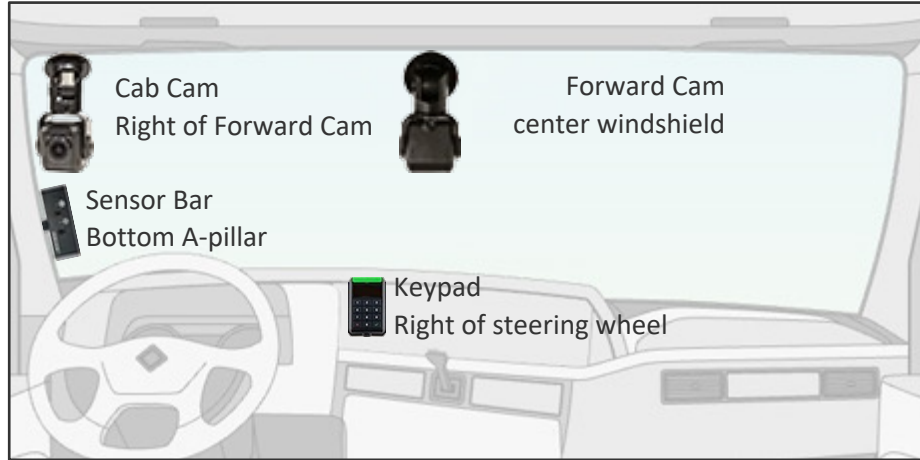 Cab Cam
Right of Forward Cam
Forward Cam
center windshield
Sensor Bar
Bottom A-pillar
Keypad
Right of steering wheel